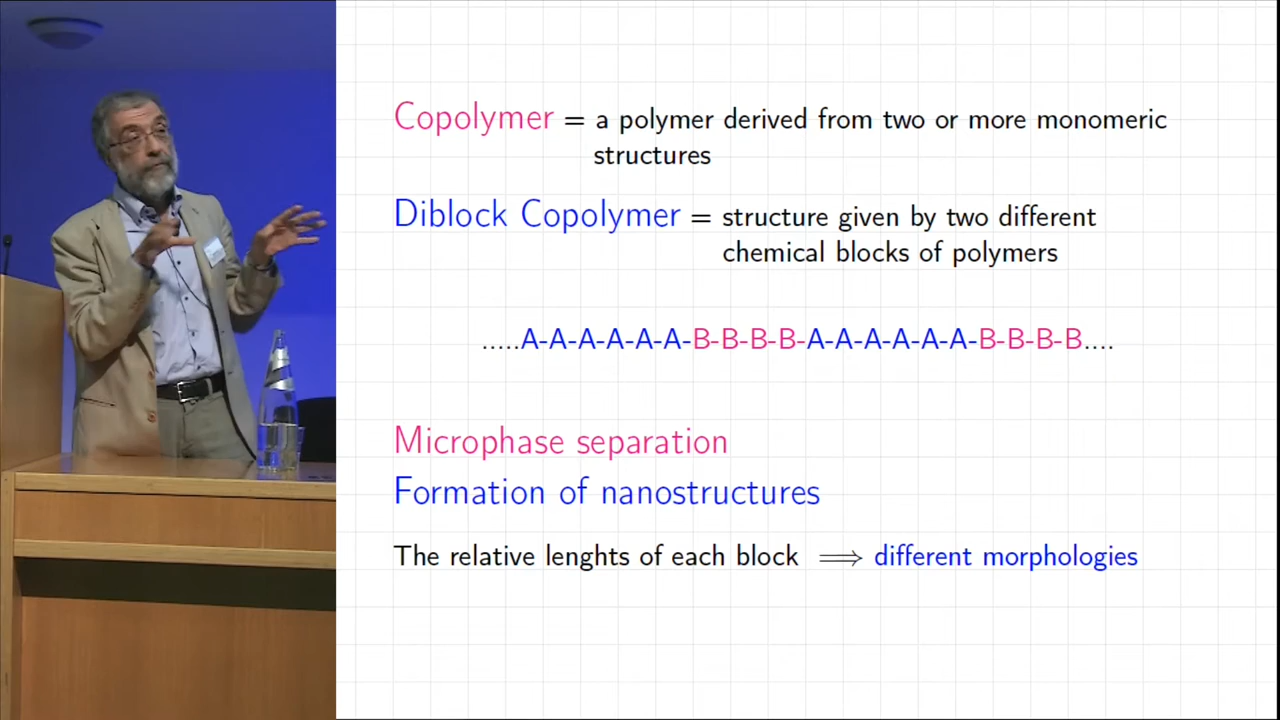 Copolymer = a polymer derived from two or more monomeric
structures
Diblock Copolymer = structure given by two different
chemical blocks of polymers
.....A-A-A-A-A-A-B-B-B-B-A-A-A-A-A-A-B-B-B-B....
Microphase separation
Formation of nanostructures
The relative lenghts of each block ⟹ different morphologies